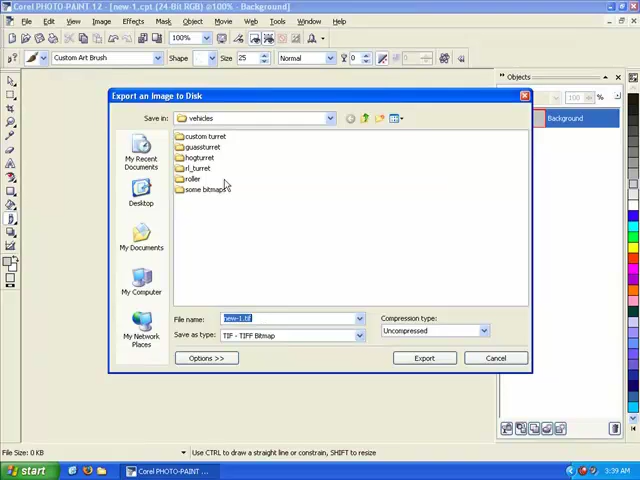 Corel PHOTO-PAINT 12 - [new-1.cpt (24-Bit RGB) @100% - Background]
File Edit View Image Effects Mask Object Movie Web Tools Window Help
100%
Custom Art Brush Shape Size 25 Normal 0
Objects
100 %
Background
Export an Image to Disk
Save in: vehicles
My Recent Documents
Desktop
My Documents
My Computer
My Network Places
custom turret
guassturret
hogturret
rl_turret
roller
some bitmaps
File name: new-1.tif
Save as type: TIF - TIFF Bitmap
Compression type:
Uncompressed
Options >>
Export
Cancel
File Size: 0 KB
Use CTRL to draw a straight line or constrain, SHIFT to resize
start
Corel PHOTO-PAINT ...
3:39 AM